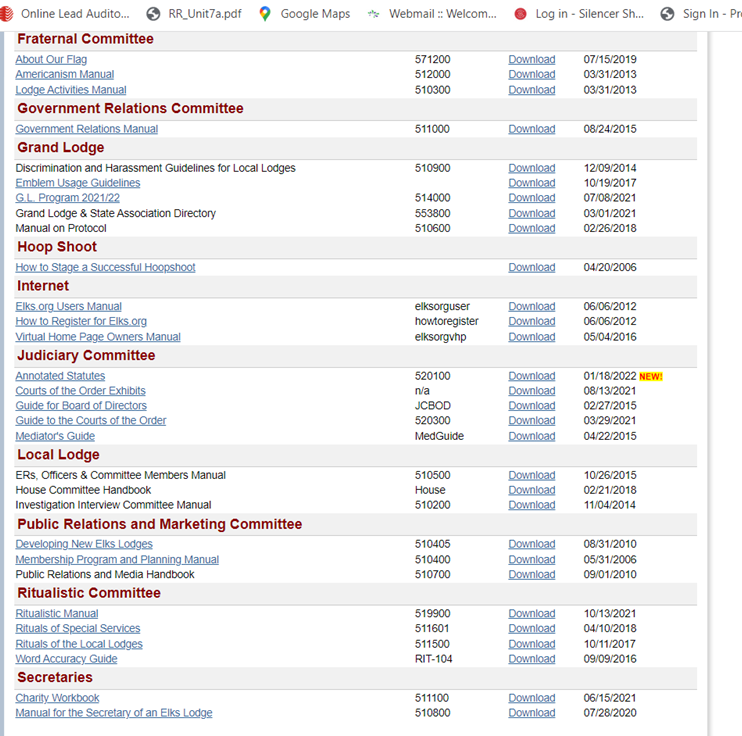 Online Lead Audito... RR_Unit7a.pdf Google Maps Webmail :: Welcom... Log in - Silencer Sh... Sign In - Pr
Fraternal Committee
About Our Flag 571200 Download 07/15/2019
Americanism Manual 512000 Download 03/31/2013
Lodge Activities Manual 510300 Download 03/31/2013
Government Relations Committee
Government Relations Manual 511000 Download 08/24/2015
Grand Lodge
Discrimination and Harassment Guidelines for Local Lodges 510900 Download 12/09/2014
Emblem Usage Guidelines Download 10/19/2017
G.L. Program 2021/22 514000 Download 07/08/2021
Grand Lodge & State Association Directory 553800 Download 03/01/2021
Manual on Protocol 510600 Download 02/26/2018
Hoop Shoot
How to Stage a Successful Hoopshoot Download 04/20/2006
Internet
Elks.org Users Manual elksorguser Download 06/06/2012
How to Register for Elks.org howtoregister Download 06/06/2012
Virtual Home Page Owners Manual elksorgvhp Download 05/04/2016
Judiciary Committee
Annotated Statutes 520100 Download 01/18/2022 NEW!
Courts of the Order Exhibits n/a Download 08/13/2021
Guide for Board of Directors JCBOD Download 02/27/2015
Guide to the Courts of the Order 520300 Download 03/29/2021
Mediator's Guide MedGuide Download 04/22/2015
Local Lodge
ERs, Officers & Committee Members Manual 510500 Download 10/26/2015
House Committee Handbook House Download 02/21/2018
Investigation Interview Committee Manual 510200 Download 11/04/2014
Public Relations and Marketing Committee
Developing New Elks Lodges 510405 Download 08/31/2010
Membership Program and Planning Manual 510400 Download 05/31/2006
Public Relations and Media Handbook 510700 Download 09/01/2010
Ritualistic Committee
Ritualistic Manual 519900 Download 10/13/2021
Rituals of Special Services 511601 Download 04/10/2018
Rituals of the Local Lodges 511500 Download 10/11/2017
Word Accuracy Guide RIT-104 Download 09/09/2016
Secretaries
Charity Workbook 511100 Download 06/15/2021
Manual for the Secretary of an Elks Lodge 510800 Download 07/28/2020